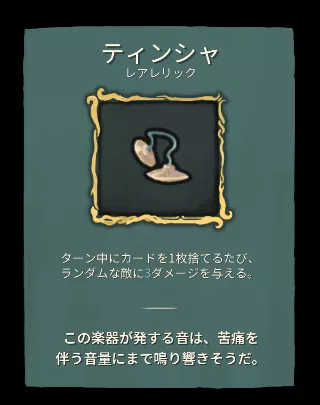 ティンシャ
レアレリック
ターン中にカードを1枚捨てるたび、
ランダムな敵に3ダメージを与える。
この楽器が発する音は、苦痛を
伴う音量にまで鳴り響きそうだ。